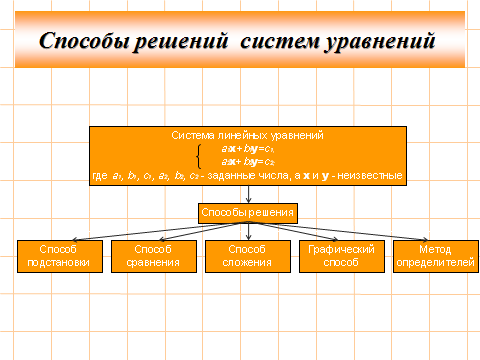 Способы решений систем уравнений
Система линейных уравнений
a₁x+b₁y=c₁,
a₂x+b₂y=c₂,
где a₁, b₁, c₁, a₂, b₂, c₂ - заданные числа, а x и y - неизвестные
Способы решения
Способ подстановки
Способ сравнения
Способ сложения
Графический способ
Метод определителей